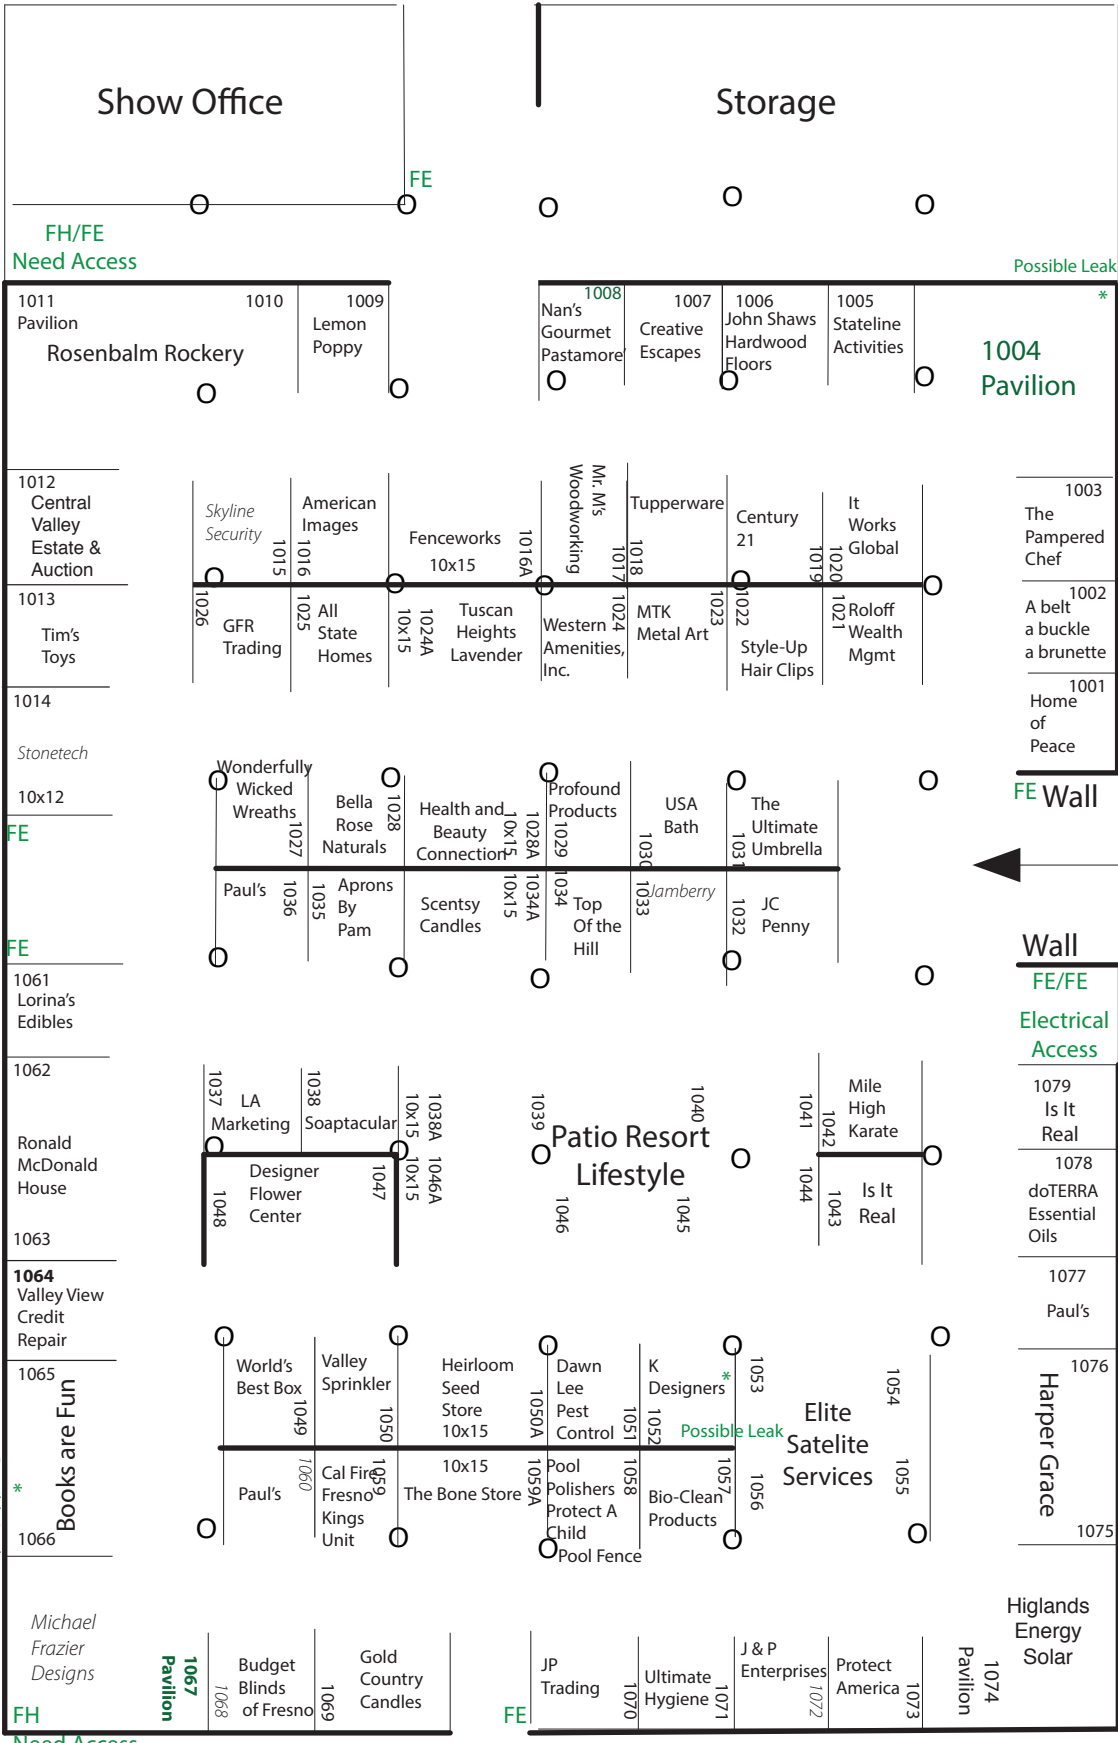 Show Office
Storage
FE
FH/FE
Need Access
Possible Leak
*
1011
Pavilion
1010
Rosenbalm Rockery
1009
Lemon
Poppy
1008
Nan's
Gourmet
Pastamore'
1007
Creative
Escapes
1006
John Shaws
Hardwood
Floors
1005
Stateline
Activities
1004
Pavilion
1012
Central
Valley
Estate &
Auction
Skyline
Security
1015
American
Images
1016
Fenceworks
10x15
1016A
Mr. M's
Woodworking
1017
Tupperware
1018
Century
21
1019
It
Works
Global
1020
1003
The
Pampered
Chef
1013
Tim's
Toys
1026
GFR
Trading
1025
All
State
Homes
10x15
1024A
Tuscan
Heights
Lavender
Western
Amenities,
Inc.
1024
MTK
Metal Art
1023
1022
Style-Up
Hair Clips
1021
Roloff
Wealth
Mgmt
1002
A belt
a buckle
a brunette
1001
Home
of
Peace
1014
Stonetech
10x12
FE
Wonderfully
Wicked
Wreaths
1027
Bella
Rose
Naturals
1028
Health and
Beauty
Connection
10x15
1028A
Profound
Products
1029
USA
Bath
1030
The
Ultimate
Umbrella
1031
FE
Wall
Paul's
1036
1035
Aprons
By
Pam
Scentsy
Candles
10x15
1034A
1034
Top
Of the
Hill
1033
Jamberry
1032
JC
Penny
FE
Wall
FE/FE
Electrical
Access
1061
Lorina's
Edibles
1062
Ronald
McDonald
House
1063
1037
LA
Marketing
1038
Soaptacular
10x15
1038A
1039
1040
Patio Resort
Lifestyle
1041
1042
Mile
High
Karate
1079
Is It
Real
1048
Designer
Flower
Center
1047
10x15
1046A
1046
1045
1044
1043
Is It
Real
1078
doTERRA
Essential
Oils
1064
Valley View
Credit
Repair
1077
Paul's
1065
Books are Fun
*
1066
World's
Best Box
1049
Valley
Sprinkler
1050
Heirloom
Seed
Store
10x15
1050A
Dawn
Lee
Pest
Control
1051
K
Designers
*
1052
Possible Leak
1053
1054
Elite
Satelite
Services
1076
Harper Grace
1075
Paul's
1060
Cal Fire
Fresno
Kings
Unit
1059
10x15
The Bone Store
1059A
Pool
Polishers
Protect A
Child
Pool Fence
1058
Bio-Clean
Products
1057
1056
1055
Michael
Frazier
Designs
FH
Need Access
1067
Pavilion
1068
Budget
Blinds
of Fresno
1069
Gold
Country
Candles
FE
JP
Trading
1070
Ultimate
Hygiene
1071
J & P
Enterprises
1072
Protect
America
1073
1074
Pavilion
Higlands
Energy
Solar